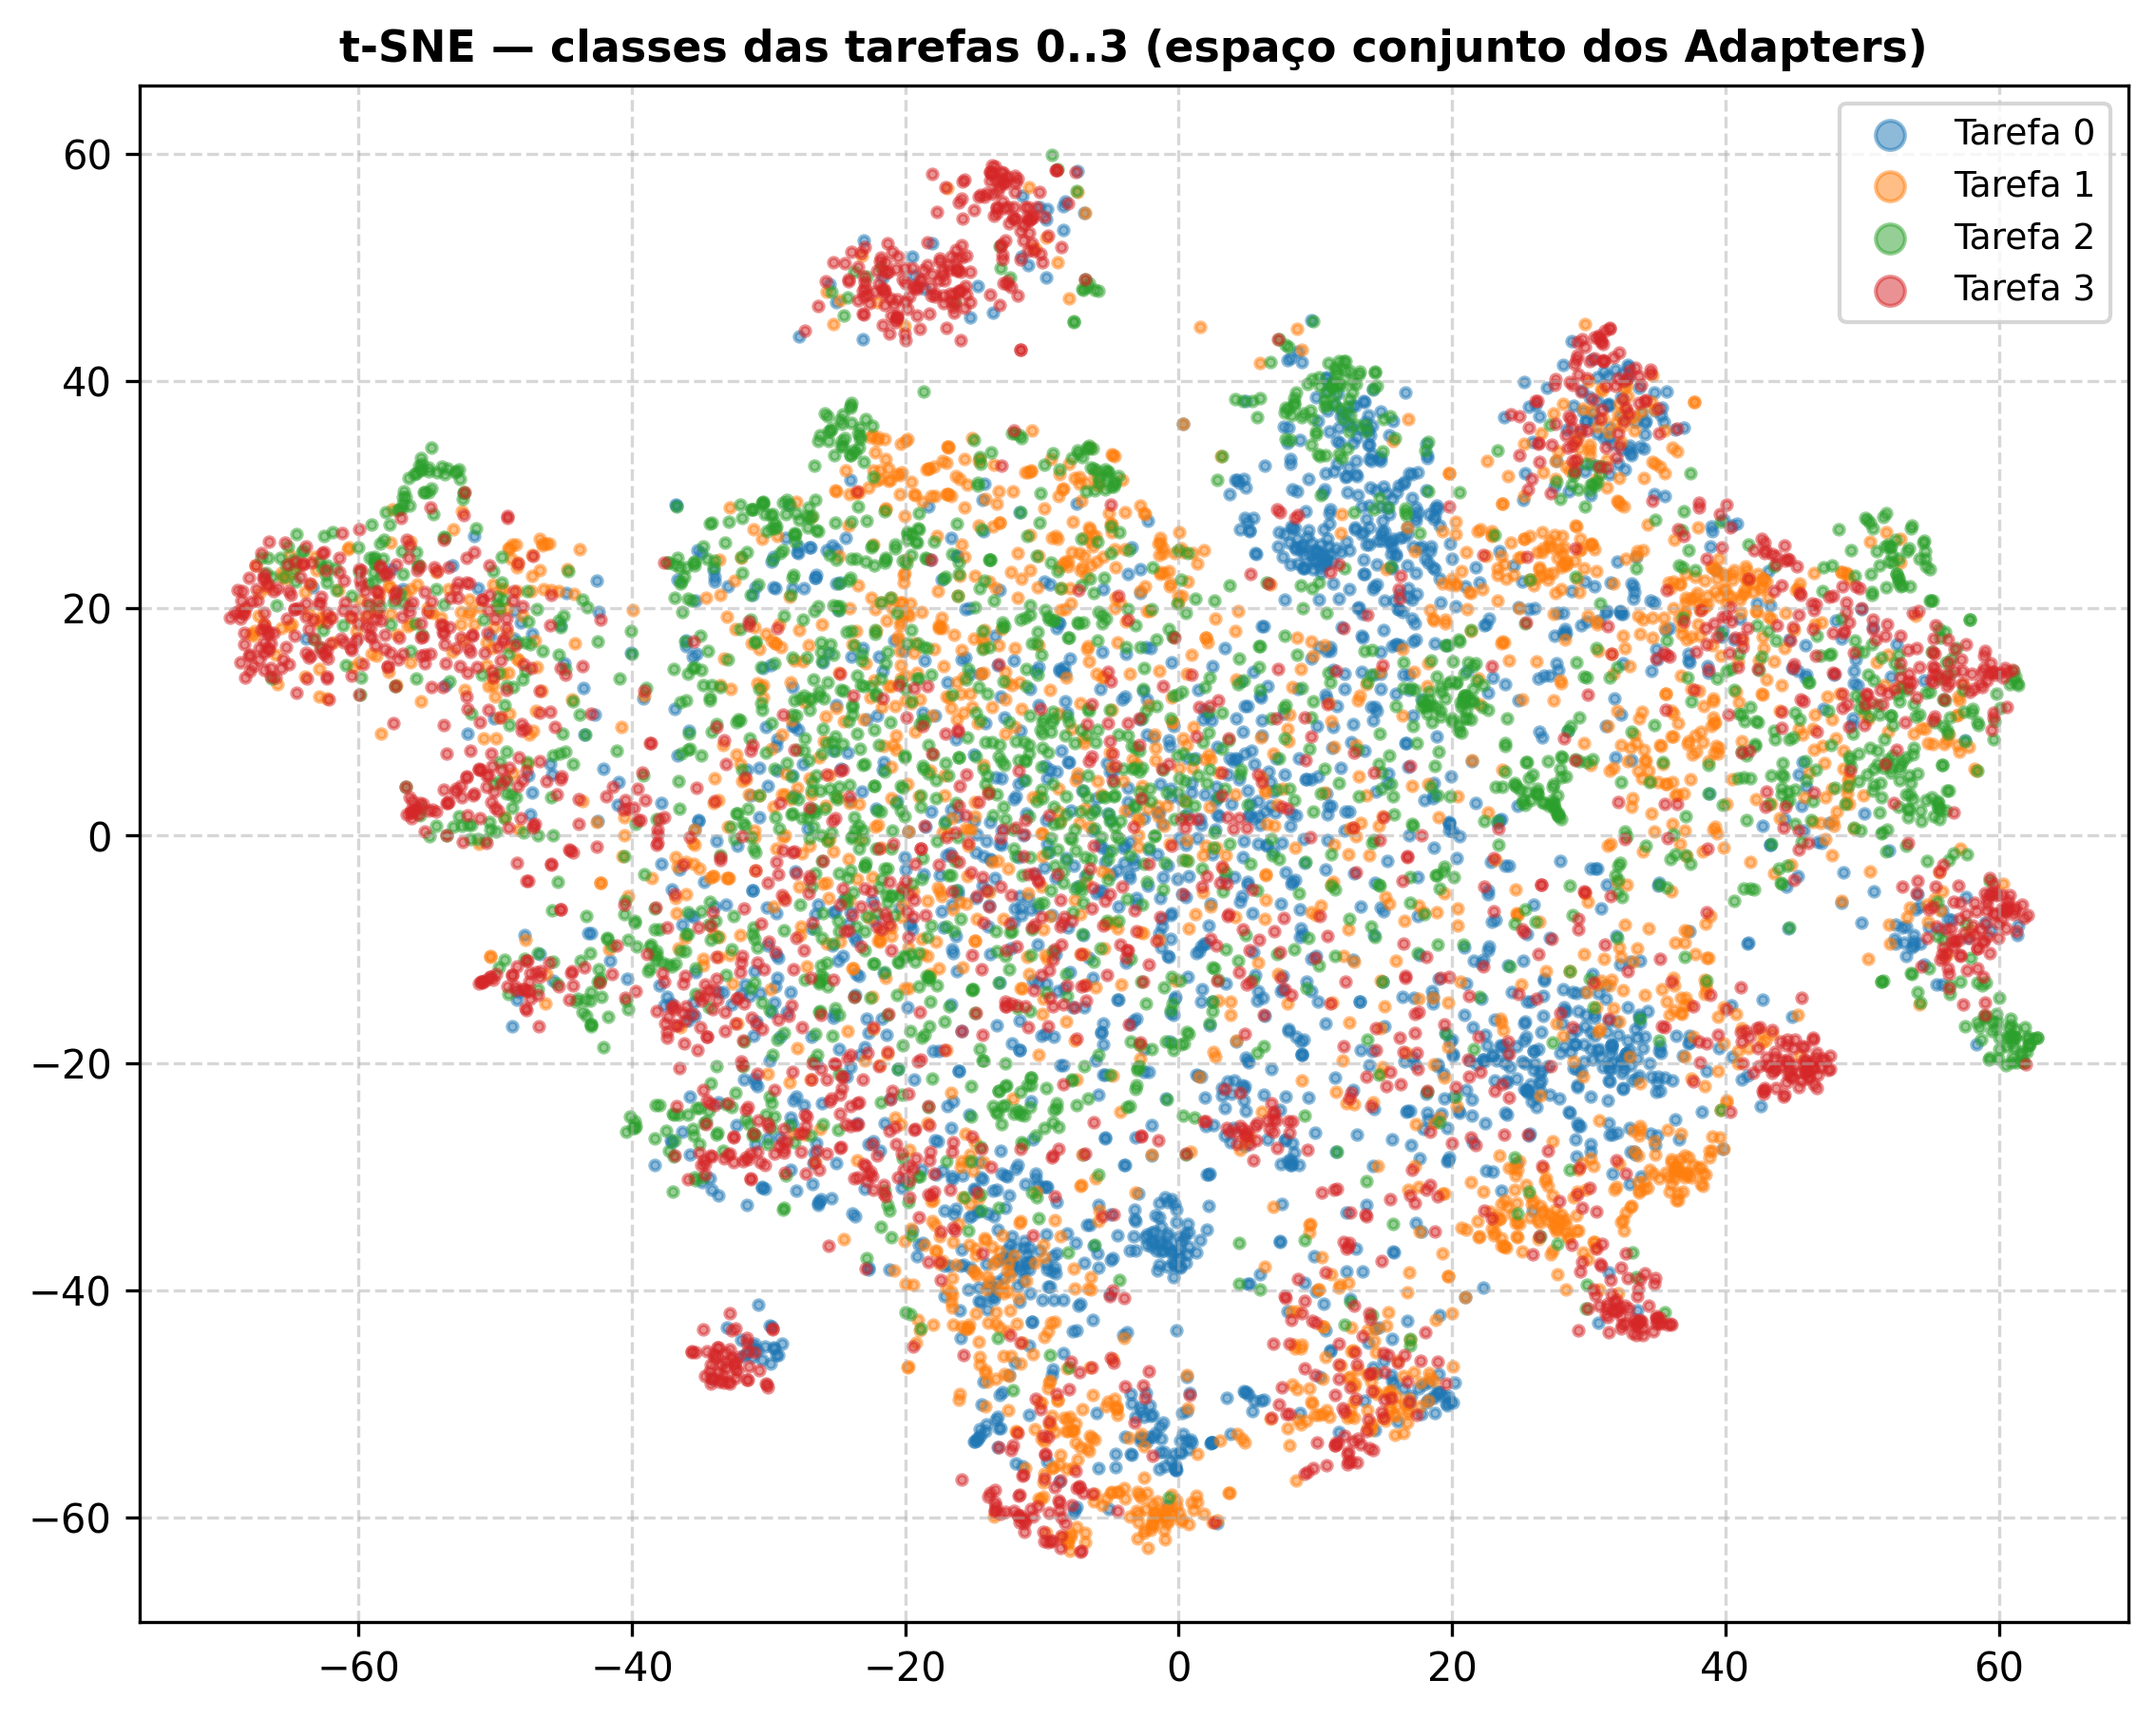 t-SNE — classes das tarefas 0..3 (espaço conjunto dos Adapters)
Tarefa 0
Tarefa 1
Tarefa 2
Tarefa 3
60
40
20
0
−20
−40
−60
−60 −40 −20 0 20 40 60